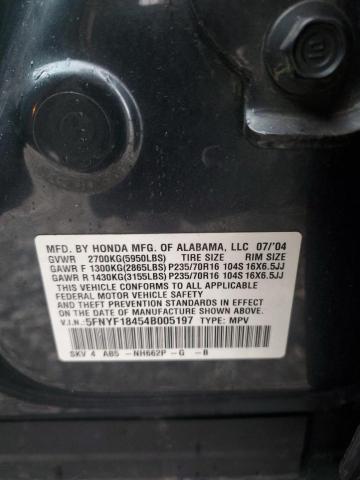 MFD. BY HONDA MFG. OF ALABAMA, LLC 07/'04
GVWR 2700KG(5950LBS) TIRE SIZE RIM SIZE
GAWR F 1300KG(2865LBS) P235/70R16 104S 16X6.5JJ
GAWR R 1430KG(3155LBS) P235/70R16 104S 16X6.5JJ
THIS VEHICLE CONFORMS TO ALL APPLICABLE
FEDERAL MOTOR VEHICLE SAFETY AND THEFT
PREVENTION STANDARDS IN EFFECT ON THE DATE
OF MANUFACTURE SHOWN ABOVE.
V.I.N.: 5FNYF18454B005197 TYPE: MPV
SKV 4 AB5 -NH662P -G -B